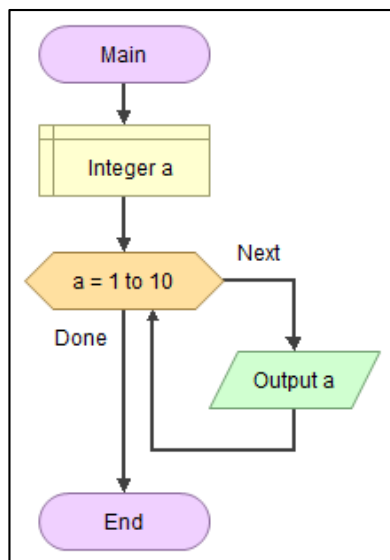 Main
Integer a
a = 1 to 10
Next
Done
Output a
End